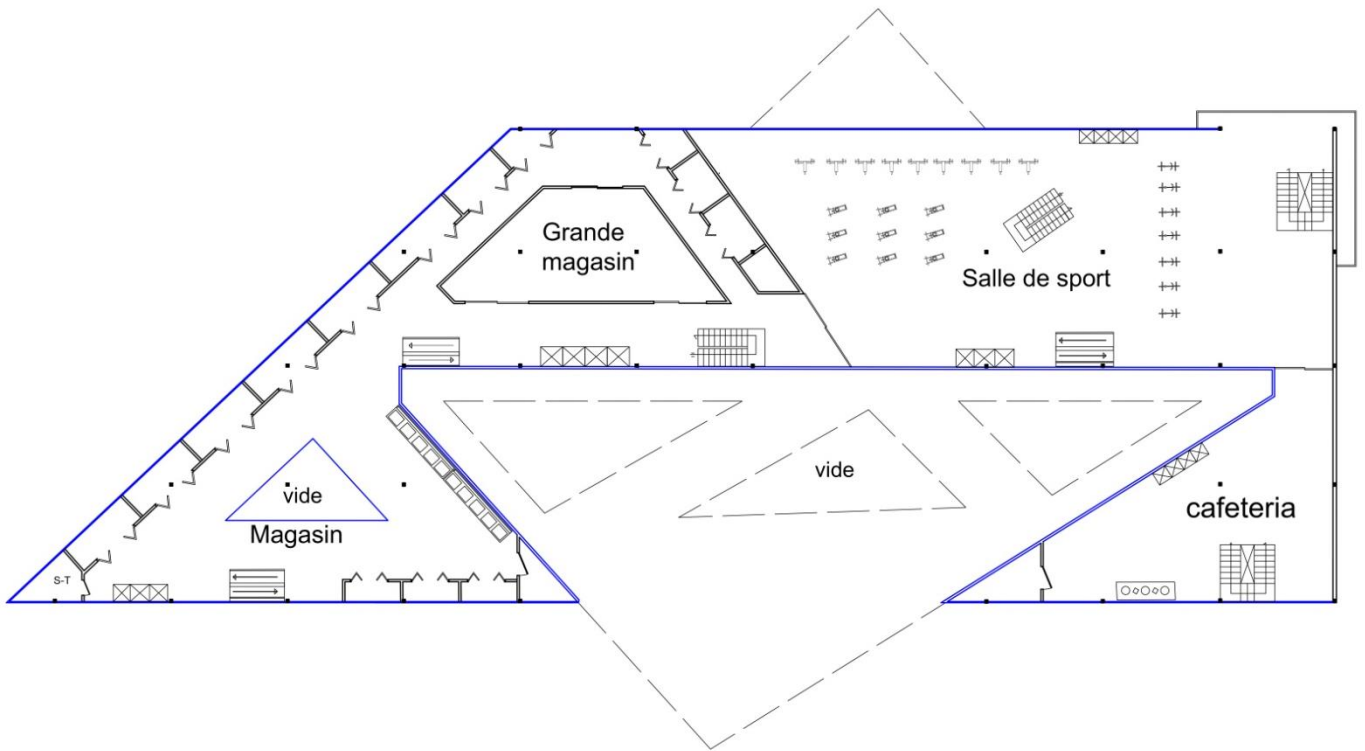 Grande
magasin
Salle de sport
vide
vide
Magasin
cafeteria
S-T